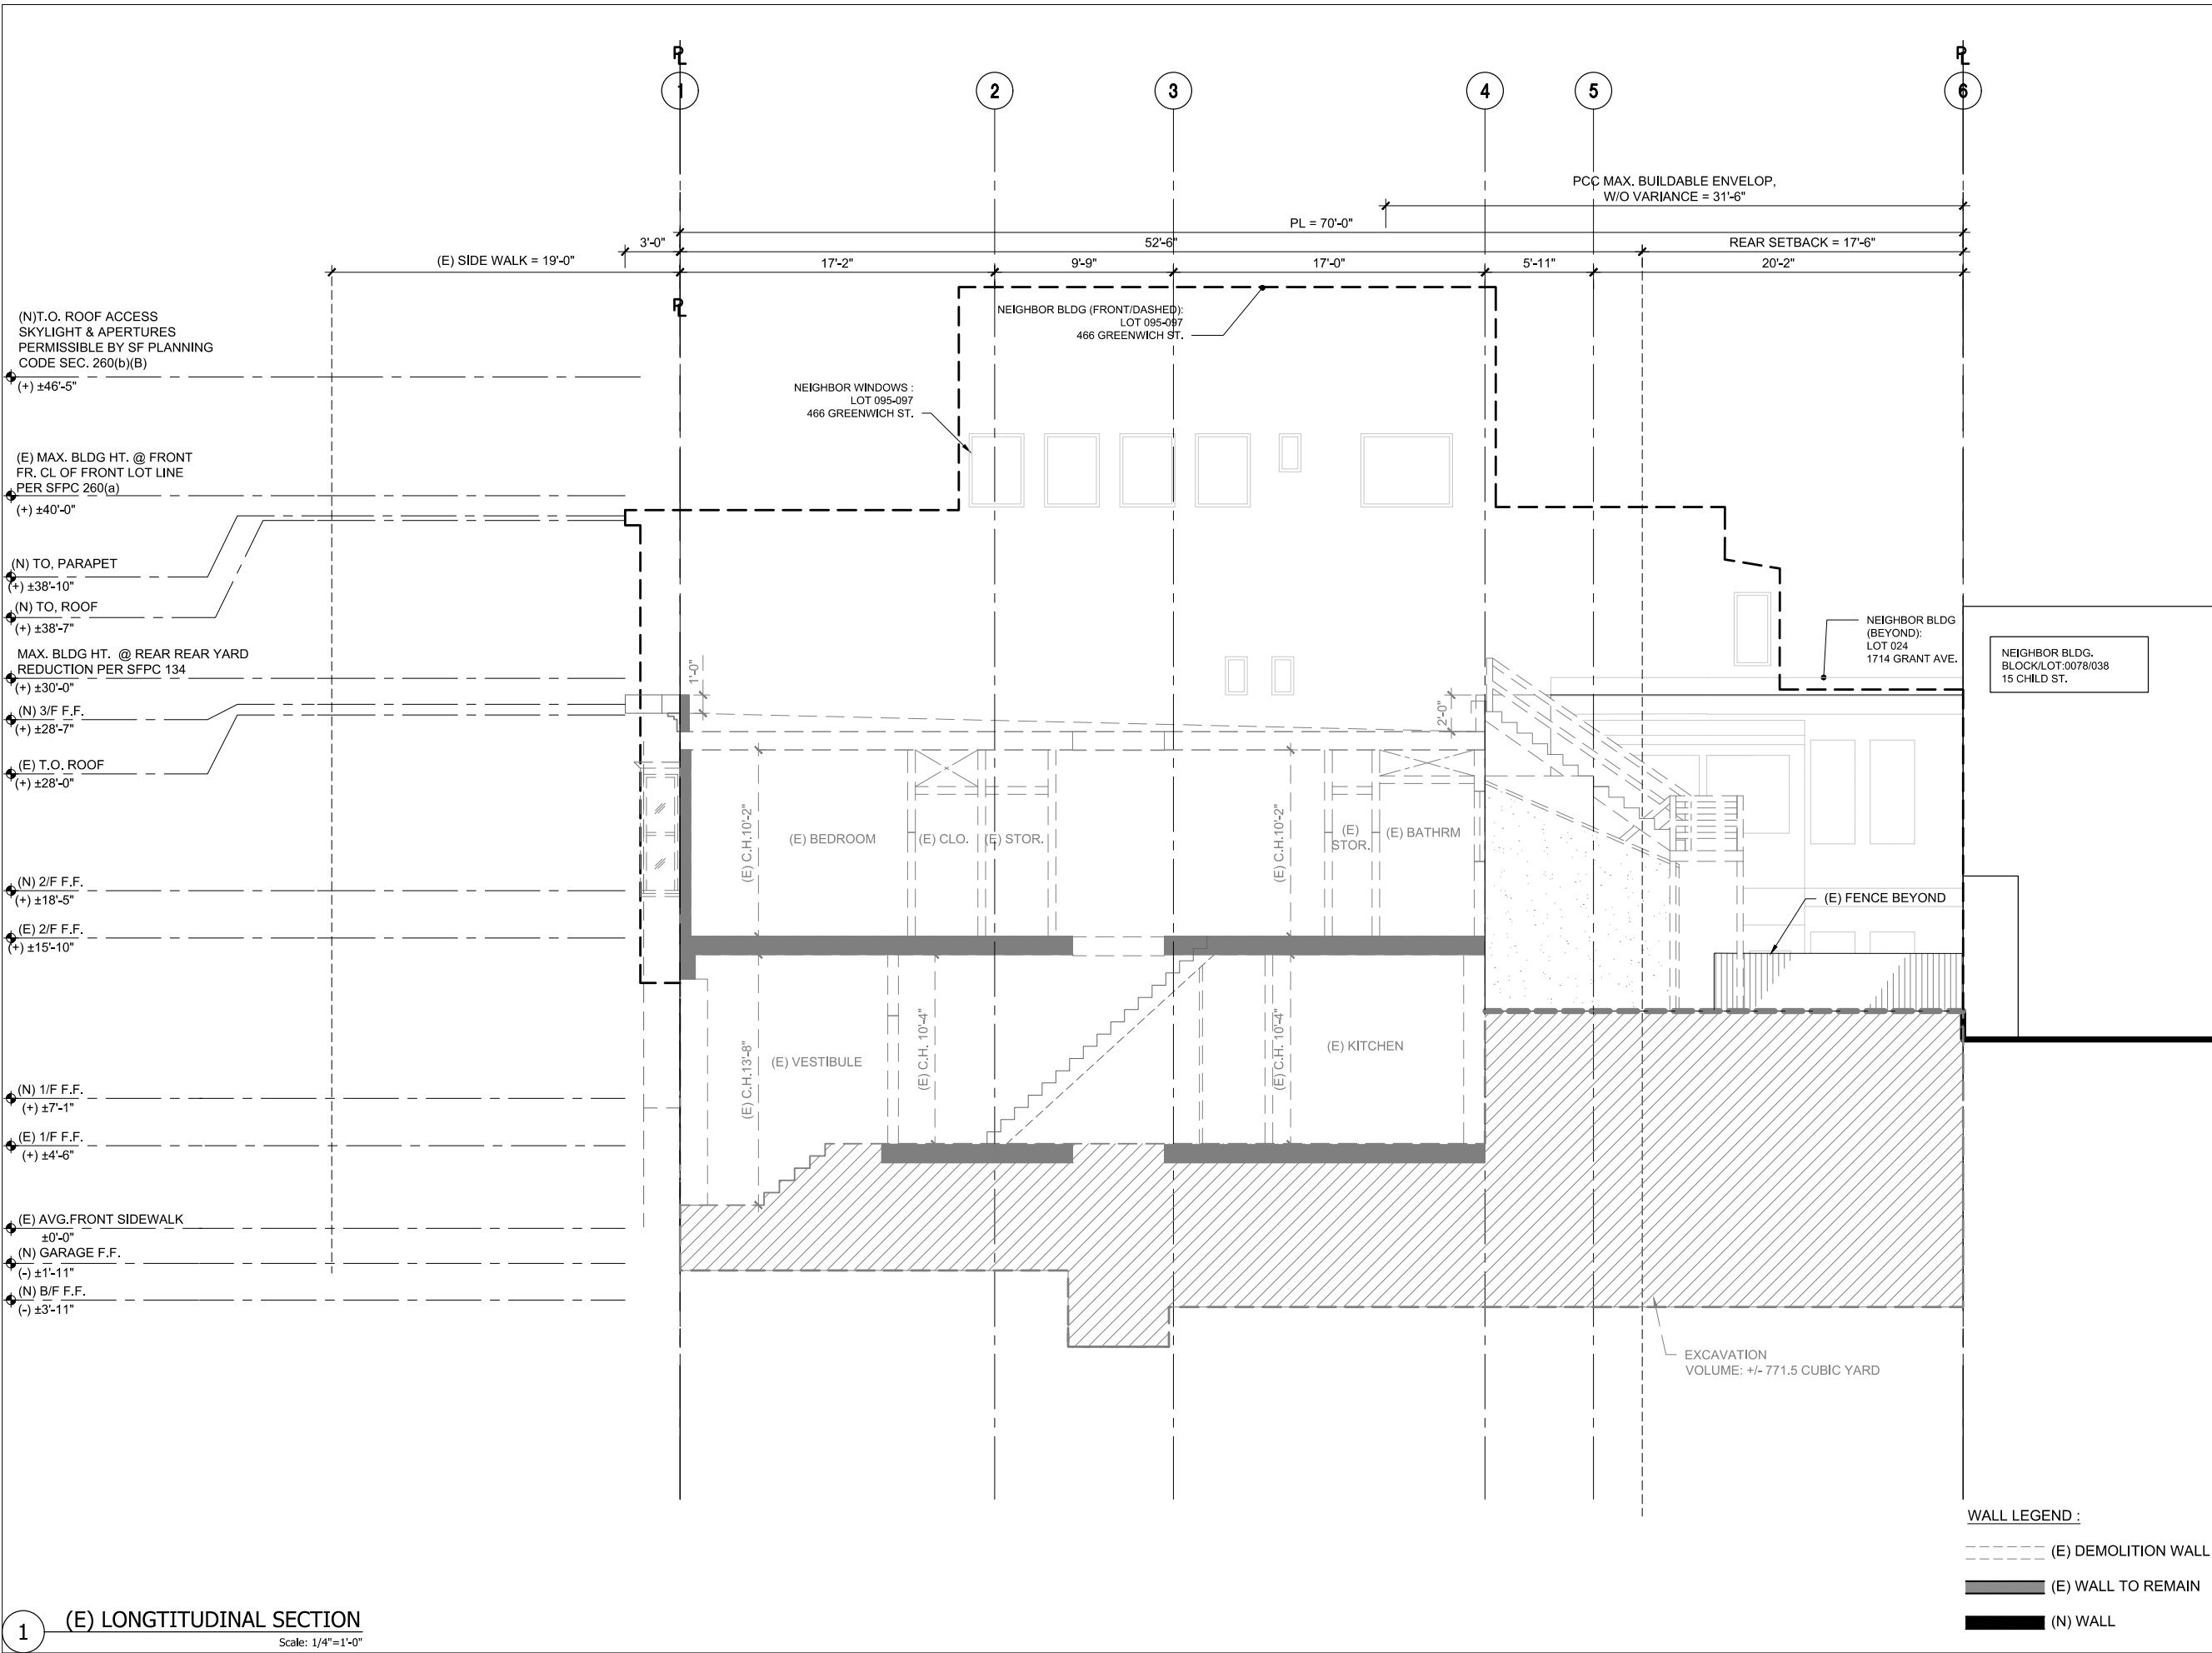 PL
PL
1
2
3
4
5
6
PCC MAX. BUILDABLE ENVELOP,
W/O VARIANCE = 31'-6"
PL = 70'-0"
3'-0"
52'-6"
REAR SETBACK = 17'-6"
(E) SIDE WALK = 19'-0"
17'-2"
9'-9"
17'-0"
5'-11"
20'-2"
PL
NEIGHBOR BLDG (FRONT/DASHED):
LOT 095-097
466 GREENWICH ST.
(N)T.O. ROOF ACCESS
SKYLIGHT & APERTURES
PERMISSIBLE BY SF PLANNING
CODE SEC. 260(b)(B)
(+) ±46'-5"
NEIGHBOR WINDOWS :
LOT 095-097
466 GREENWICH ST.
(E) MAX. BLDG HT. @ FRONT
FR. CL OF FRONT LOT LINE
PER SFPC 260(a)
(+) ±40'-0"
(N) TO, PARAPET
(+) ±38'-10"
(N) TO, ROOF
(+) ±38'-7"
MAX. BLDG HT. @ REAR REAR YARD
REDUCTION PER SFPC 134
(+) ±30'-0"
(N) 3/F F.F.
(+) ±28'-7"
(E) T.O. ROOF
(+) ±28'-0"
(N) 2/F F.F.
(+) ±18'-5"
(E) 2/F F.F.
(+) ±15'-10"
(N) 1/F F.F.
(+) ±7'-1"
(E) 1/F F.F.
(+) ±4'-6"
(E) AVG.FRONT SIDEWALK
±0'-0"
(N) GARAGE F.F.
(-) ±1'-11"
(N) B/F F.F.
(-) ±3'-11"
1'-0"
2'-0"
NEIGHBOR BLDG
(BEYOND):
LOT 024
1714 GRANT AVE.
NEIGHBOR BLDG.
BLOCK/LOT:0078/038
15 CHILD ST.
(E) C.H.10'-2"
(E) BEDROOM
(E) CLO.
(E) STOR.
(E) C.H.10'-2"
(E)
STOR.
(E) BATHRM
(E) FENCE BEYOND
(E) C.H.13'-8"
(E) VESTIBULE
(E) C.H. 10'-4"
(E) C.H. 10'-4"
(E) KITCHEN
EXCAVATION
VOLUME: +/- 771.5 CUBIC YARD
WALL LEGEND :
(E) DEMOLITION WALL
(E) WALL TO REMAIN
(N) WALL
1
(E) LONGTITUDINAL SECTION
Scale: 1/4"=1'-0"